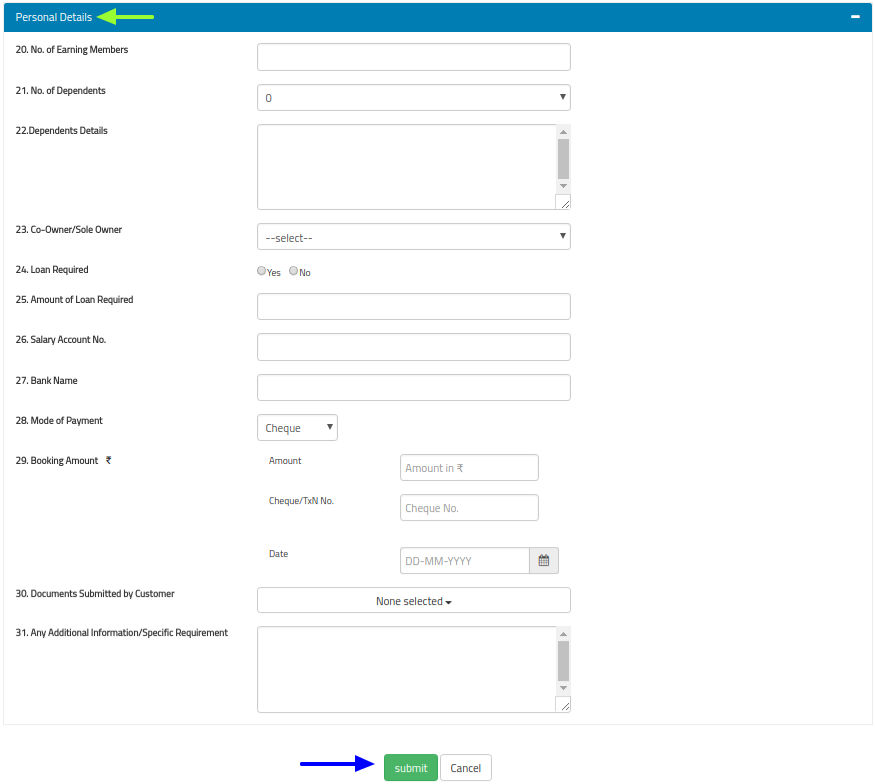 Personal Details
20. No. of Earning Members
21. No. of Dependents
0
22.Dependents Details
23. Co-Owner/Sole Owner
--select--
24. Loan Required
Yes No
25. Amount of Loan Required
26. Salary Account No.
27. Bank Name
28. Mode of Payment
Cheque
29. Booking Amount ₹
Amount
Amount in ₹
Cheque/TxN No.
Cheque No.
Date
DD-MM-YYYY
30. Documents Submitted by Customer
None selected
31. Any Additional Information/Specific Requirement
submit Cancel